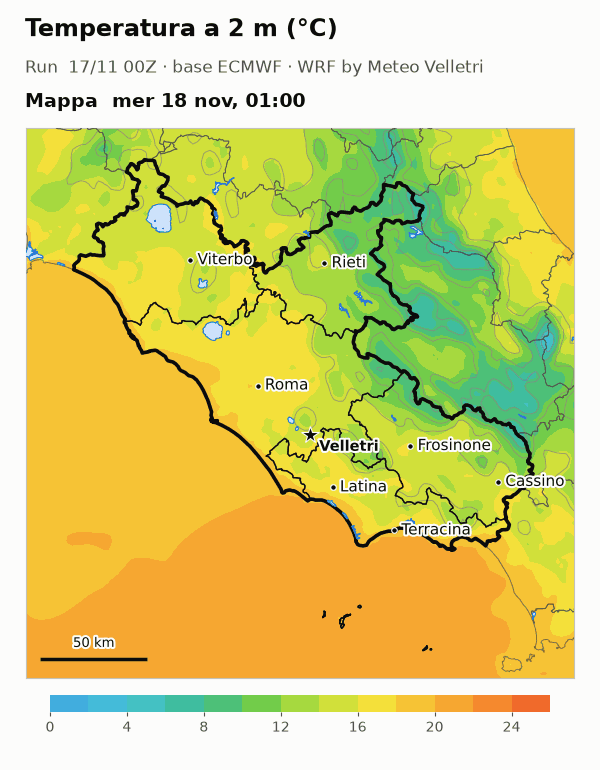 Temperatura a 2 m (°C)
Run  17/11 00Z · base ECMWF · WRF by Meteo Velletri
Mappa  mer 18 nov, 01:00
Viterbo
Rieti
Roma
Velletri
Frosinone
Cassino
Latina
Terracina
50 km
0 4 8 12 16 20 24